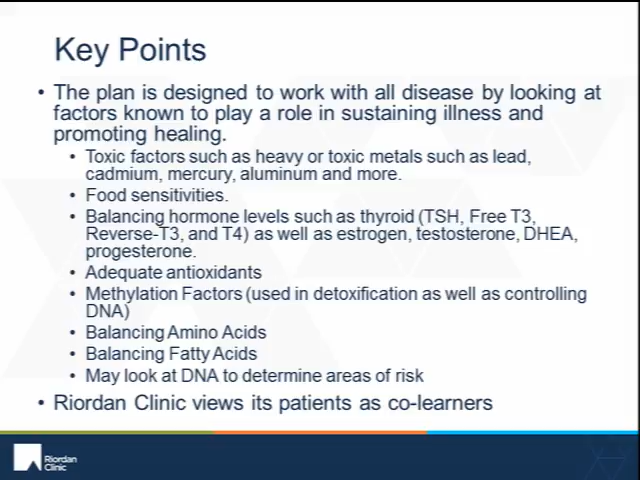 Key Points
• The plan is designed to work with all disease by looking at
factors known to play a role in sustaining illness and
promoting healing.
• Toxic factors such as heavy or toxic metals such as lead,
cadmium, mercury, aluminum and more.
• Food sensitivities.
• Balancing hormone levels such as thyroid (TSH, Free T3,
Reverse-T3, and T4) as well as estrogen, testosterone, DHEA,
progesterone.
• Adequate antioxidants
• Methylation Factors (used in detoxification as well as controlling
DNA)
• Balancing Amino Acids
• Balancing Fatty Acids
• May look at DNA to determine areas of risk
• Riordan Clinic views its patients as co-learners
Riordan
Clinic